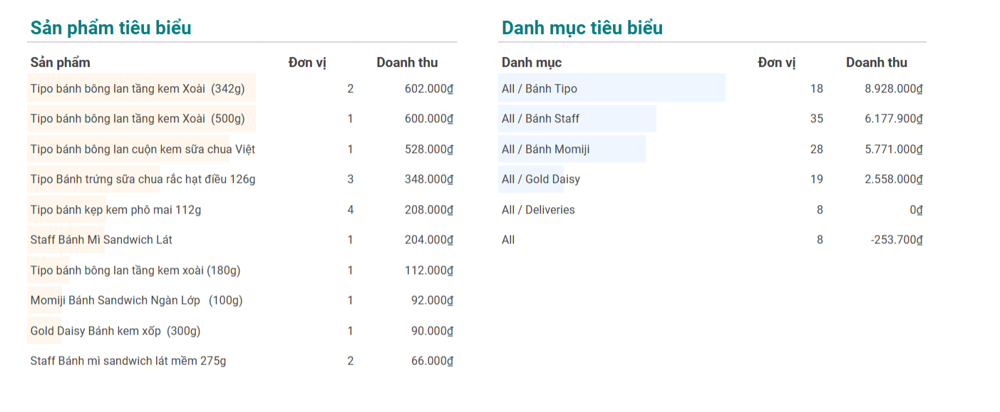 Sản phẩm tiêu biểu
Sản phẩm Đơn vị Doanh thu
Tipo bánh bông lan tầng kem Xoài (342g) 2 602.000₫
Tipo bánh bông lan tầng kem Xoài (500g) 1 600.000₫
Tipo bánh bông lan cuộn kem sữa chua Việt 1 528.000₫
Tipo Bánh trứng sữa chua rắc hạt điều 126g 3 348.000₫
Tipo bánh kẹp kem phô mai 112g 4 208.000₫
Staff Bánh Mì Sandwich Lát 1 204.000₫
Tipo bánh bông lan tầng kem xoài (180g) 1 112.000₫
Momiji Bánh Sandwich Ngàn Lớp (100g) 1 92.000₫
Gold Daisy Bánh kem xốp (300g) 1 90.000₫
Staff Bánh mì sandwich lát mềm 275g 2 66.000₫
Danh mục tiêu biểu
Danh mục Đơn vị Doanh thu
All / Bánh Tipo 18 8.928.000₫
All / Bánh Staff 35 6.177.900₫
All / Bánh Momiji 28 5.771.000₫
All / Gold Daisy 19 2.558.000₫
All / Deliveries 8 0₫
All 8 -253.700₫